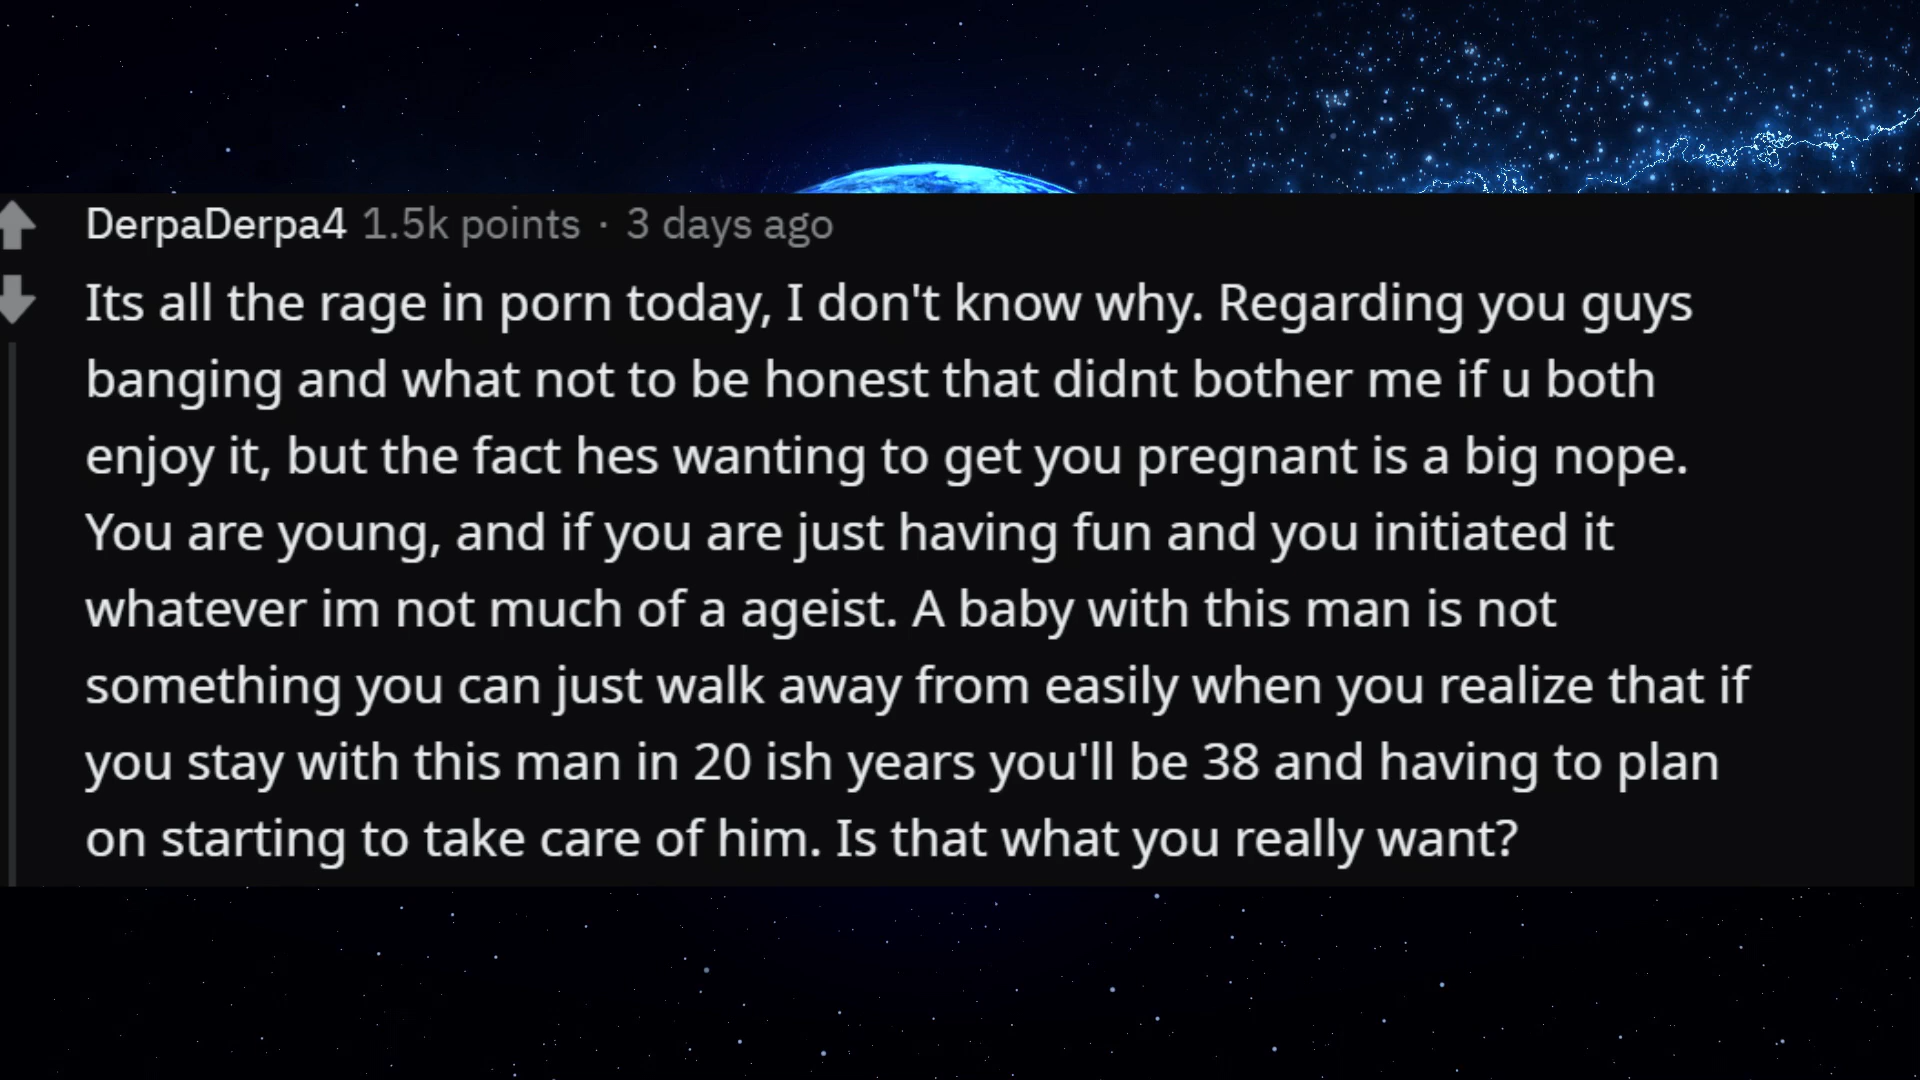 DerpaDerpa4 1.5k points · 3 days ago
Its all the rage in porn today, I don't know why. Regarding you guys
banging and what not to be honest that didnt bother me if u both
enjoy it, but the fact hes wanting to get you pregnant is a big nope.
You are young, and if you are just having fun and you initiated it
whatever im not much of a ageist. A baby with this man is not
something you can just walk away from easily when you realize that if
you stay with this man in 20 ish years you'll be 38 and having to plan
on starting to take care of him. Is that what you really want?